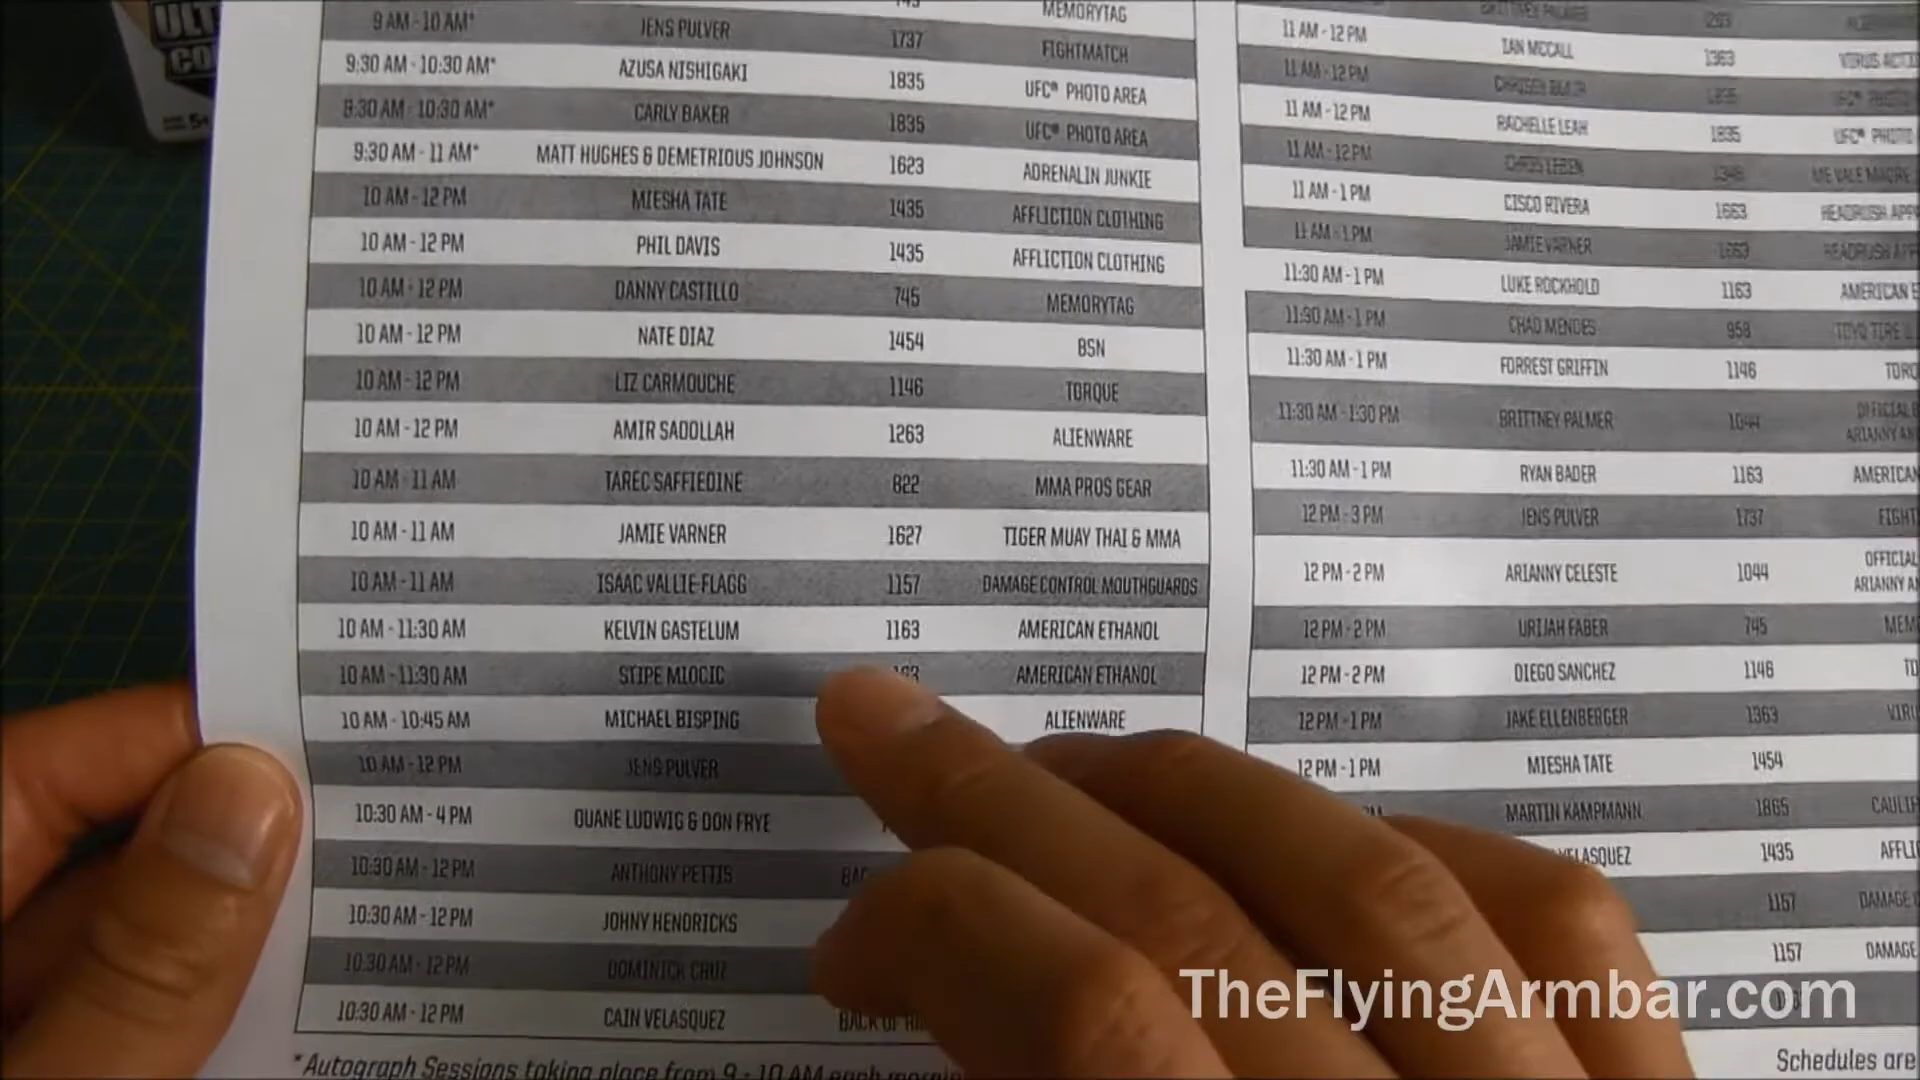 ULT
CO
5+
MEMORYTAG
9 AM - 10 AM* JENS PULVER 1737 FIGHTMATCH
9:30 AM - 10:30 AM* AZUSA NISHIGAKI 1835 UFC® PHOTO AREA
9:30 AM - 10:30 AM* CARLY BAKER 1835 UFC® PHOTO AREA
9:30 AM - 11 AM* MATT HUGHES & DEMETRIOUS JOHNSON 1623 ADRENALIN JUNKIE
10 AM - 12 PM MIESHA TATE 1435 AFFLICTION CLOTHING
10 AM - 12 PM PHIL DAVIS 1435 AFFLICTION CLOTHING
10 AM - 12 PM DANNY CASTILLO 745 MEMORYTAG
10 AM - 12 PM NATE DIAZ 1454 BSN
10 AM - 12 PM LIZ CARMOUCHE 1146 TORQUE
10 AM - 12 PM AMIR SADOLLAH 1263 ALIENWARE
10 AM - 11 AM TAREC SAFFIEDINE 822 MMA PROS GEAR
10 AM - 11 AM JAMIE VARNER 1627 TIGER MUAY THAI & MMA
10 AM - 11 AM ISAAC VALLIE-FLAGG 1157 DAMAGE CONTROL MOUTHGUARDS
10 AM - 11:30 AM KELVIN GASTELUM 1163 AMERICAN ETHANOL
10 AM - 11:30 AM STIPE MIOCIC AMERICAN ETHANOL
10 AM - 10:45 AM MICHAEL BISPING ALIENWARE
10 AM - 12 PM JENS PULVER
10:30 AM - 4 PM DUANE LUDWIG & DON FRYE
10:30 AM - 12 PM ANTHONY PETTIS
10:30 AM - 12 PM JOHNY HENDRICKS
10:30 AM - 12 PM DOMINICK CRUZ
10:30 AM - 12 PM CAIN VELASQUEZ BACK OF
*Autograph Sessions taking place from 9 - 10 AM each
BRITTNEY PALMER 1263
11 AM - 12 PM IAN MCCALL 1363 VIRUS
11 AM - 12 PM 1835
11 AM - 12 PM RACHELLE LEAH 1835 UFC® PHOTO
11 AM - 12 PM CHRIS LEBEN
11 AM - 1 PM CISCO RIVERA 1663 HEADRUSH
11 AM - 1 PM JAMIE VARNER 1663 HEADRUSH
11:30 AM - 1 PM LUKE ROCKHOLD 1163 AMERICAN
11:30 AM - 1 PM CHAD MENDES 958 TOYO TIRE
11:30 AM - 1 PM FORREST GRIFFIN 1146 TORQ
11:30 AM - 1:30 PM BRITTNEY PALMER 1044 OFFICIAL
ARIANNY
11:30 AM - 1 PM RYAN BADER 1163 AMERICAN
12 PM - 3 PM JENS PULVER 1737 FIGHT
12 PM - 2 PM ARIANNY CELESTE 1044 OFFICIAL
ARIANNY
12 PM - 2 PM URIJAH FABER 745 MEM
12 PM - 2 PM DIEGO SANCHEZ 1146 TO
12 PM - 1 PM JAKE ELLENBERGER 1363 VIRU
12 PM - 1 PM MIESHA TATE 1454
MARTIN KAMPMANN 1865 CAULIF
VELASQUEZ 1435 AFFLI
1157 DAMAGE
1157 DAMAGE
Schedules are
TheFlyingArmbar.com